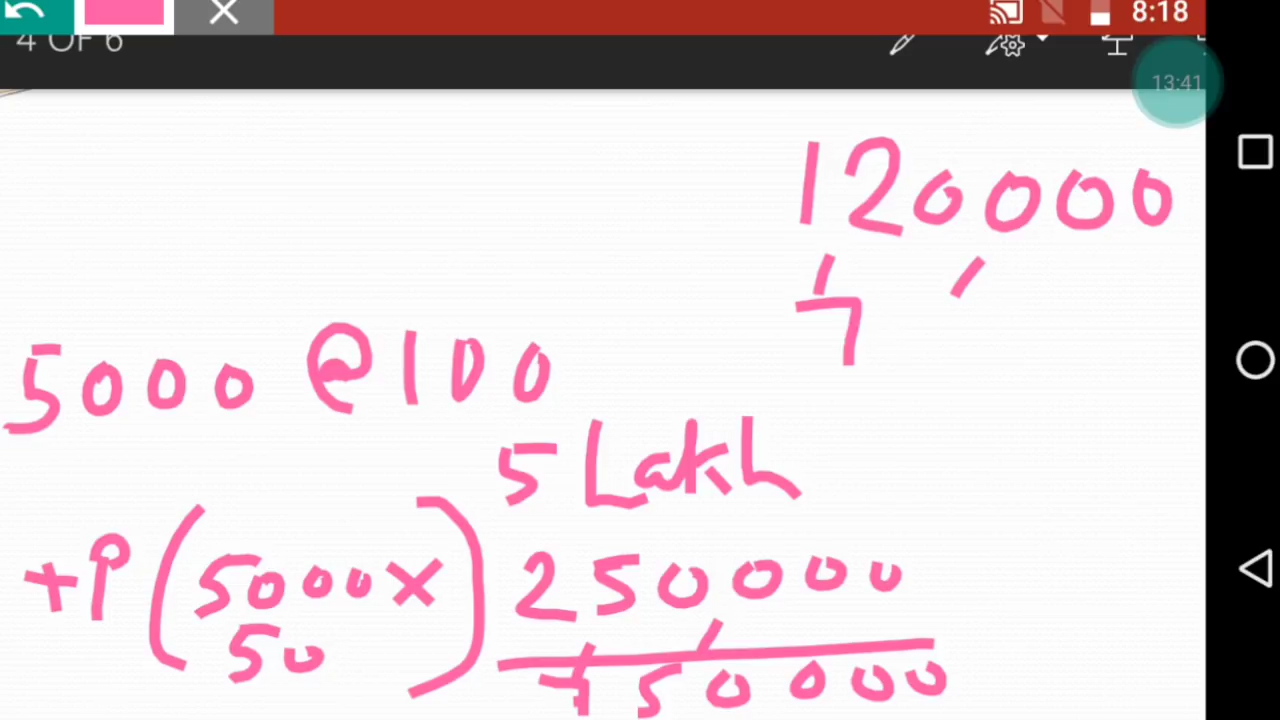 8:18
4 OF 6
13:41
120000
7
5000 @ 100
5 Lakh
+P (5000 × 50) 250000
750000